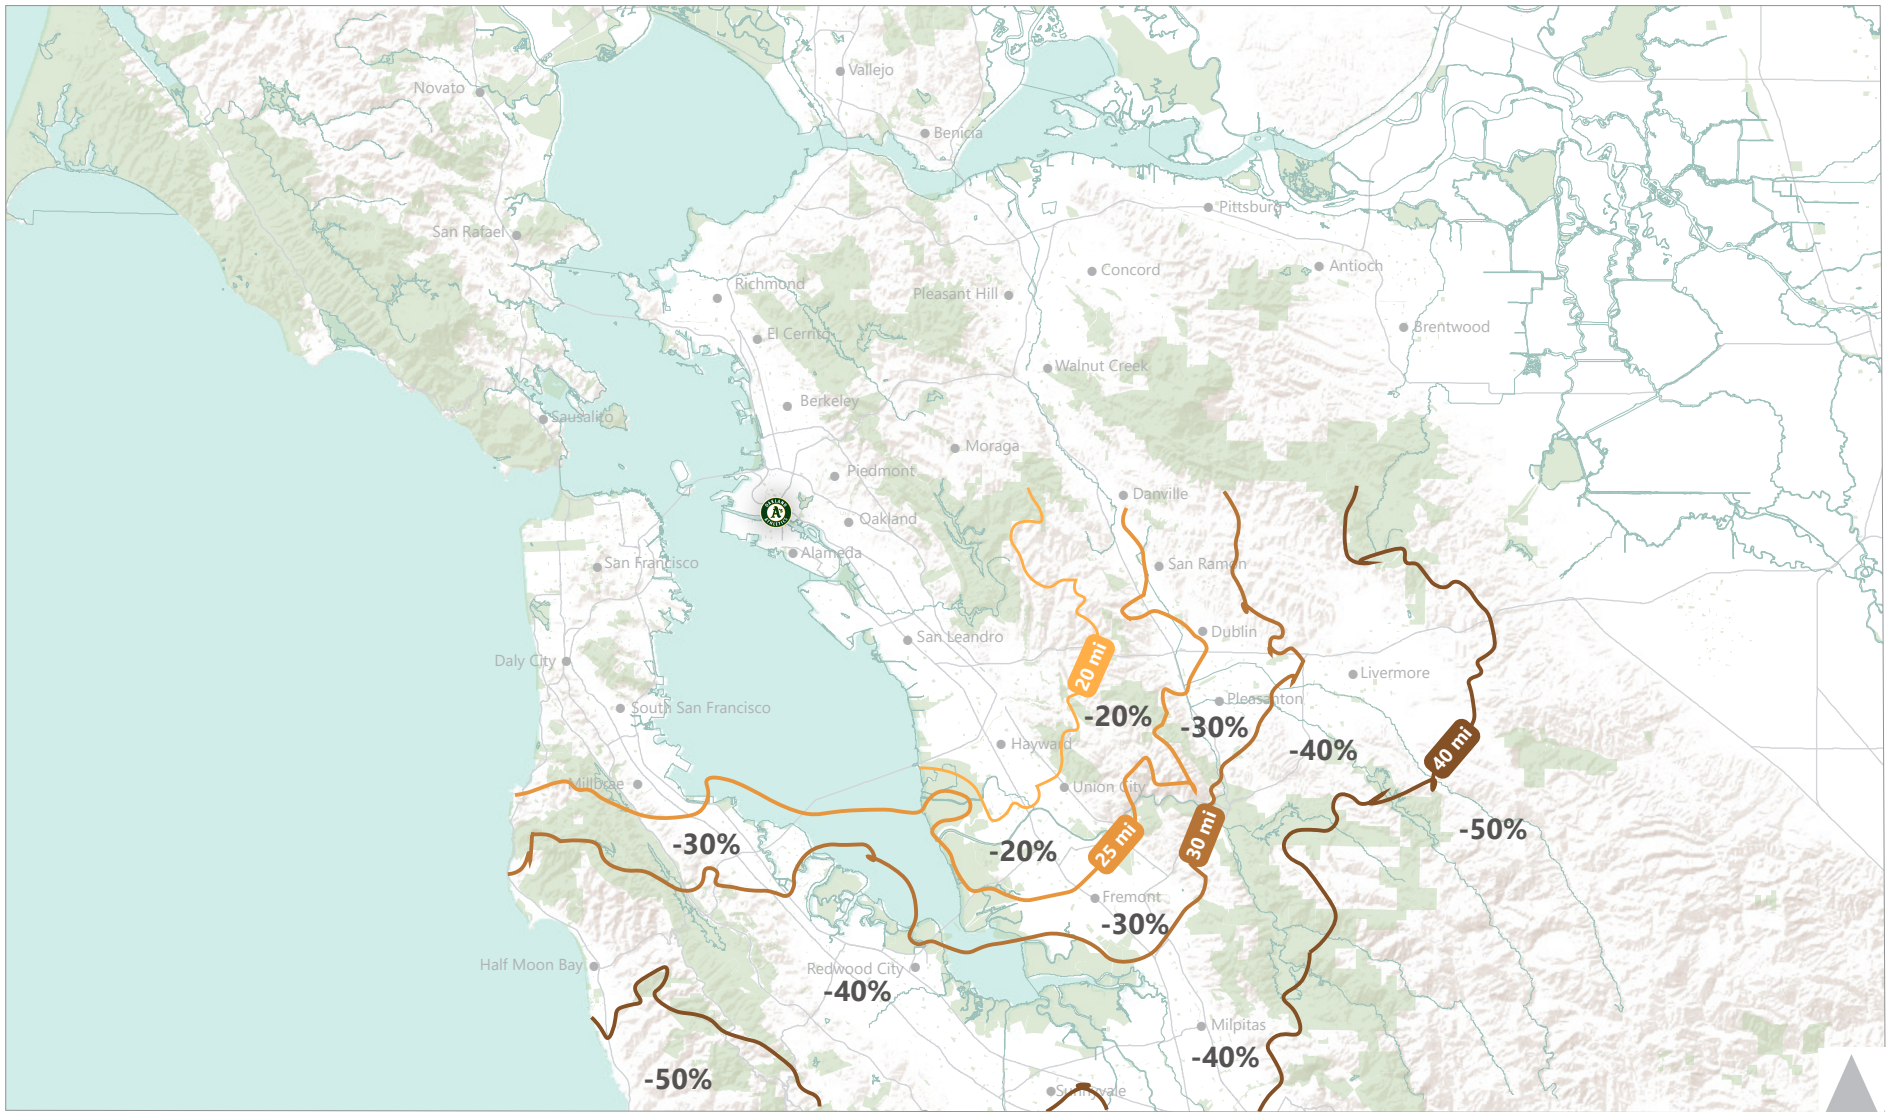 Vallejo
Novato
Benicia
Pittsburg
San Rafael
Antioch
Concord
Richmond
Pleasant Hill
El Cerrito
Brentwood
Walnut Creek
Berkeley
Sausalito
Moraga
Piedmont
Danville
OAKLAND
A's
ATHLETICS
Oakland
Alameda
San Francisco
San Ramon
Dublin
San Leandro
Daly City
20 mi
Livermore
Pleasanton
South San Francisco
-20%
-30%
Hayward
-40%
40 mi
Millbrae
Union City
-50%
25 mi
30 mi
-30%
-20%
Fremont
-30%
Half Moon Bay
Redwood City
-40%
Milpitas
-40%
-50%
Sunnyvale